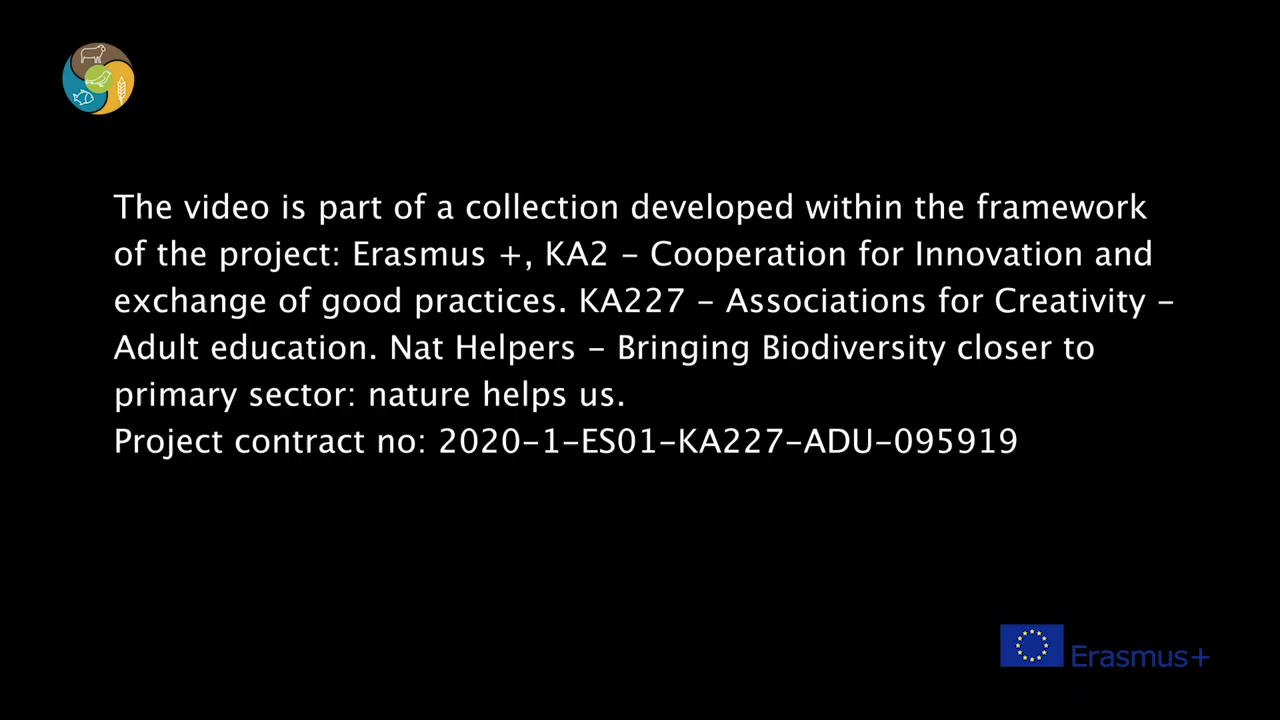 The video is part of a collection developed within the framework
of the project: Erasmus +, KA2 – Cooperation for Innovation and
exchange of good practices. KA227 – Associations for Creativity –
Adult education. Nat Helpers – Bringing Biodiversity closer to
primary sector: nature helps us.
Project contract no: 2020–1–ES01–KA227–ADU–095919
Erasmus+